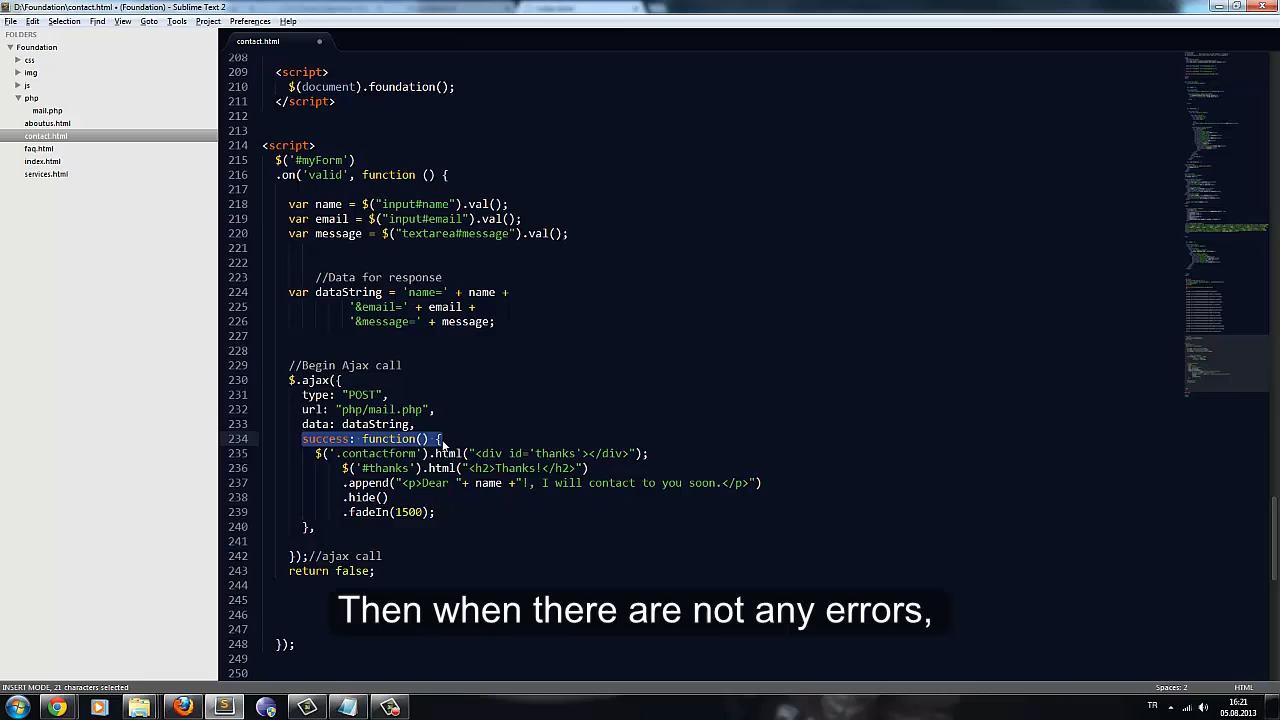 D:\Foundation\contact.html • (Foundation) - Sublime Text 2
File Edit Selection Find View Goto Tools Project Preferences Help
FOLDERS
Foundation
css
img
js
php
mail.php
aboutus.html
contact.html
faq.html
index.html
services.html
contact.html
208
209 <script>
210 $(document).foundation();
211 </script>
212
213
214 <script>
215 $('#myForm')
216 .on('valid', function () {
217
218 var name = $("input#name").val();
219 var email = $("input#email").val();
220 var message = $("textarea#message").val();
221
222
223 //Data for response
224 var dataString = 'name=' + name +
225 '&email=' + email +
226 '&message=' + message;
227
228
229 //Begin Ajax call
230 $.ajax({
231 type: "POST",
232 url: "php/mail.php",
233 data: dataString,
234 success: function() {
235 $('.contactform').html("<div id='thanks'></div>");
236 $('#thanks').html("<h2>Thanks!</h2>")
237 .append("<p>Dear "+ name +"!, I will contact to you soon.</p>")
238 .hide()
239 .fadeIn(1500);
240 },
241
242 });//ajax call
243 return false;
244
245
246
247
248 });
249
250
Then when there are not any errors,
INSERT MODE, 21 characters selected
Spaces: 2
HTML
TR
16:21
05.08.2013